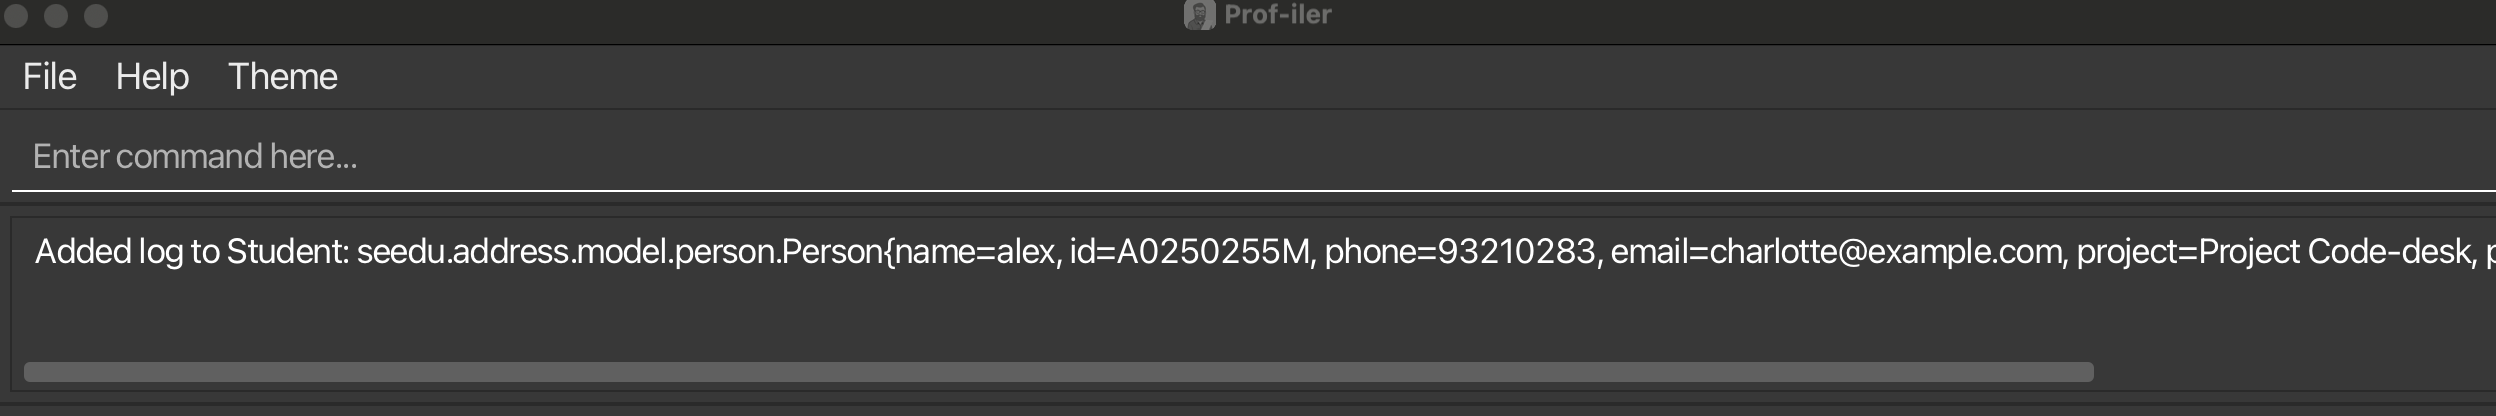 Prof-iler
File Help Theme
Enter command here...
Added log to Student: seedu.address.model.person.Person{name=alex, id=A0250255M, phone=93210283, email=charlotte@example.com, project=Project Code-desk,